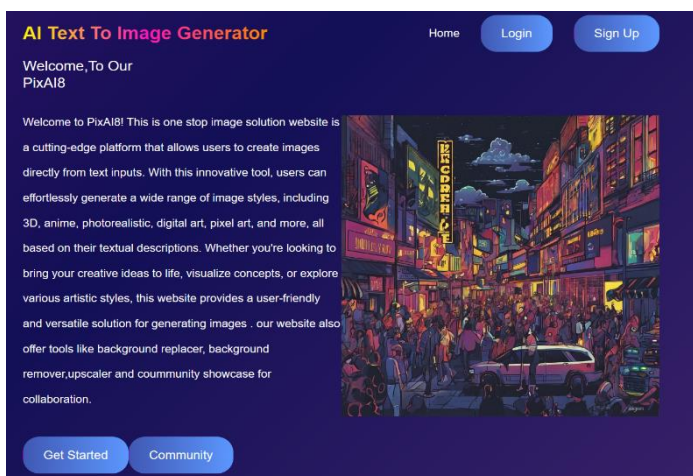 AI Text To Image Generator
Home
Login
Sign Up
Welcome,To Our
PixAI8
Welcome to PixAI8! This is one stop image solution website is
a cutting-edge platform that allows users to create images
directly from text inputs. With this innovative tool, users can
effortlessly generate a wide range of image styles, including
3D, anime, photorealistic, digital art, pixel art, and more, all
based on their textual descriptions. Whether you're looking to
bring your creative ideas to life, visualize concepts, or explore
various artistic styles, this website provides a user-friendly
and versatile solution for generating images . our website also
offer tools like background replacer, background
remover,upscaler and coummunity showcase for
collaboration.
Get Started
Community